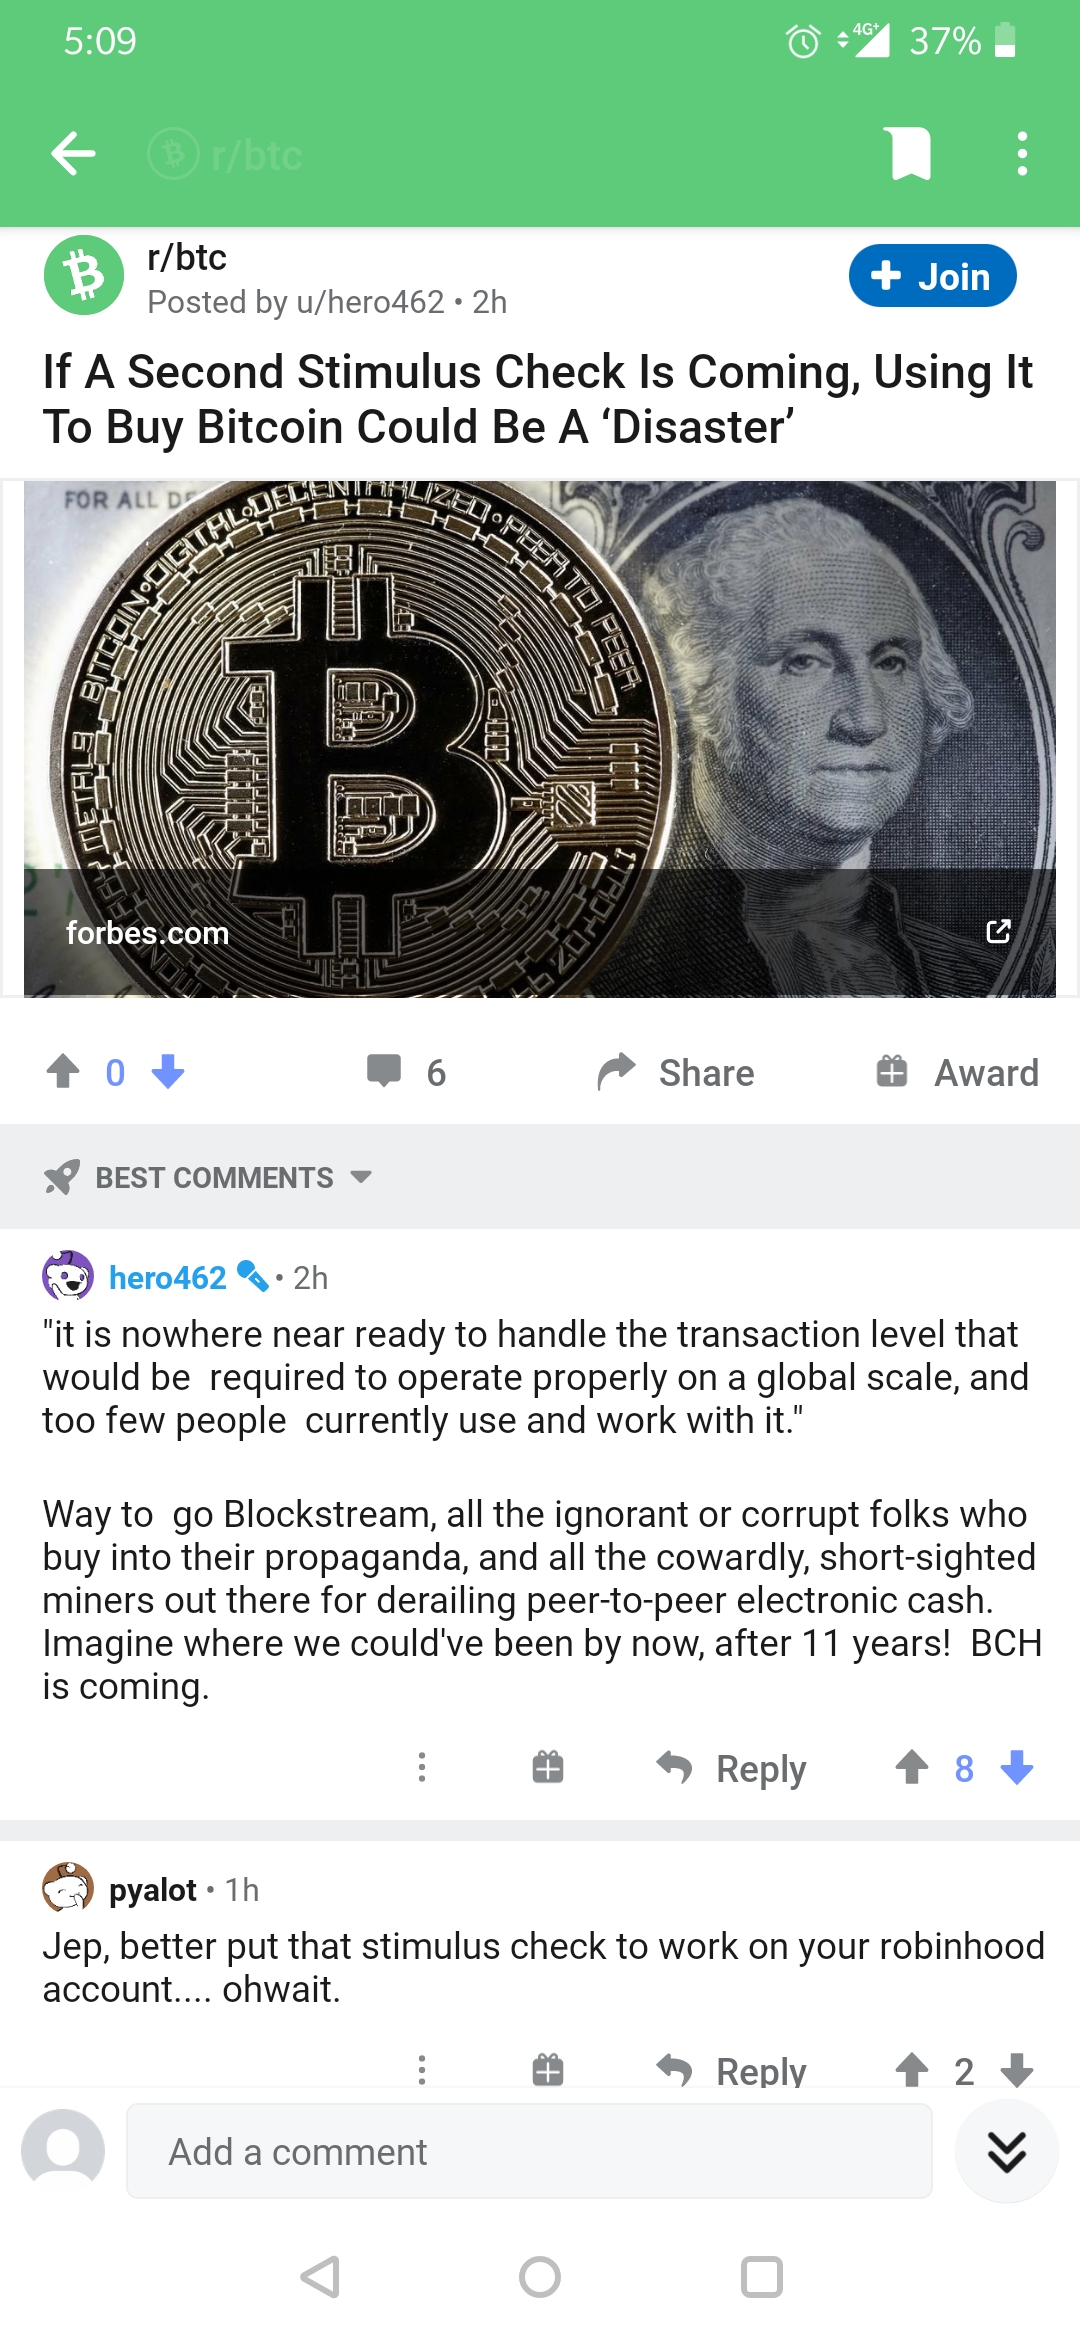 5:09
4G+ 37%
r/btc
r/btc
Posted by u/hero462 • 2h
Join
If A Second Stimulus Check Is Coming, Using It
To Buy Bitcoin Could Be A ‘Disaster’
FOR ALL DE
BITCOIN • DIGITAL • DECENTRALIZED • PEER TO PEER
METALS
forbes.com
0
6
Share
Award
BEST COMMENTS
hero462 • 2h
"it is nowhere near ready to handle the transaction level that
would be  required to operate properly on a global scale, and
too few people  currently use and work with it."
Way to  go Blockstream, all the ignorant or corrupt folks who
buy into their propaganda, and all the cowardly, short-sighted
miners out there for derailing peer-to-peer electronic cash.
Imagine where we could've been by now, after 11 years!  BCH
is coming.
Reply
8
pyalot • 1h
Jep, better put that stimulus check to work on your robinhood
account.... ohwait.
Reply
2
Add a comment